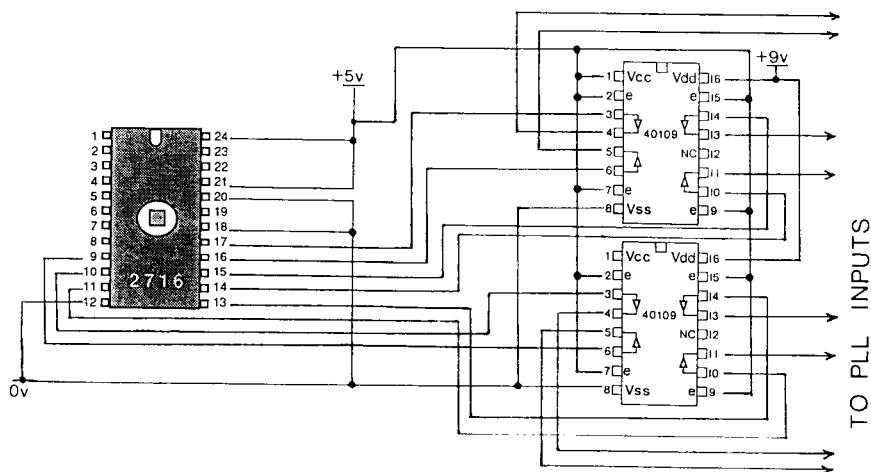 +5v
+9v
1 24
2 23
3 22
4 21
5 20
6 19
7 18
8 17
9 16
10 15
11 2716 14
12 13
0v
1 Vcc Vdd 16
2 e e 15
3 14
4 40109 13
5 NC 12
6 11
7 e 10
8 Vss e 9
1 Vcc Vdd 16
2 e e 15
3 14
4 40109 13
5 NC 12
6 11
7 e 10
8 Vss e 9
TO PLL INPUTS